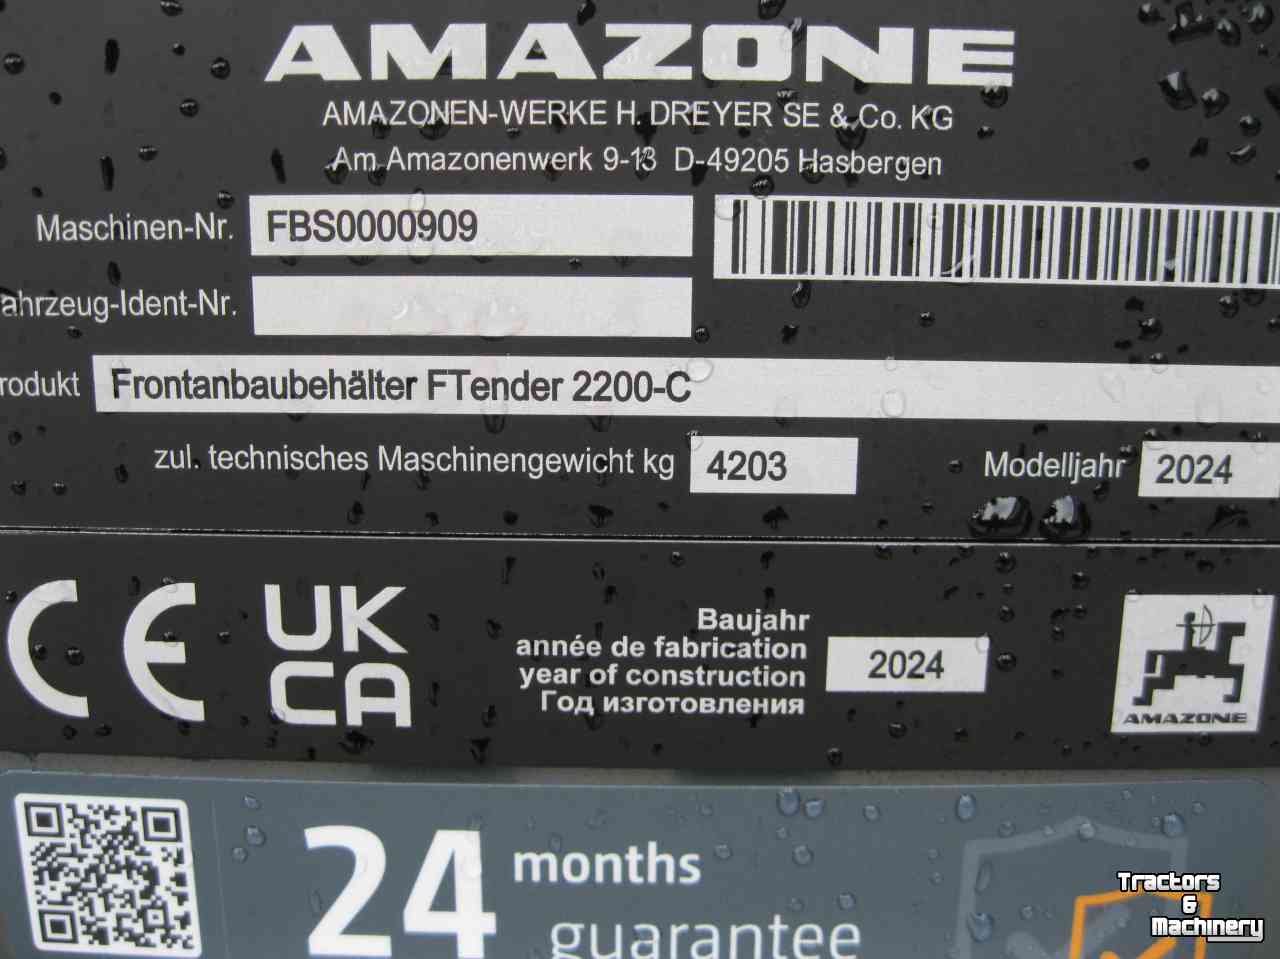 AMAZONE
AMAZONEN-WERKE H. DREYER SE & Co. KG
Am Amazonenwerk 9-13 D-49205 Hasbergen
Maschinen-Nr. FBS0000909
ahrzeug-Ident-Nr.
rodukt Frontanbaubehälter FTender 2200-C
zul. technisches Maschinengewicht kg 4203 Modelljahr 2024
CE UK
CA
Baujahr
année de fabrication
year of construction
Год изготовления
2024
AMAZONE
24 months
guarantee
Tractors
&
Machinery